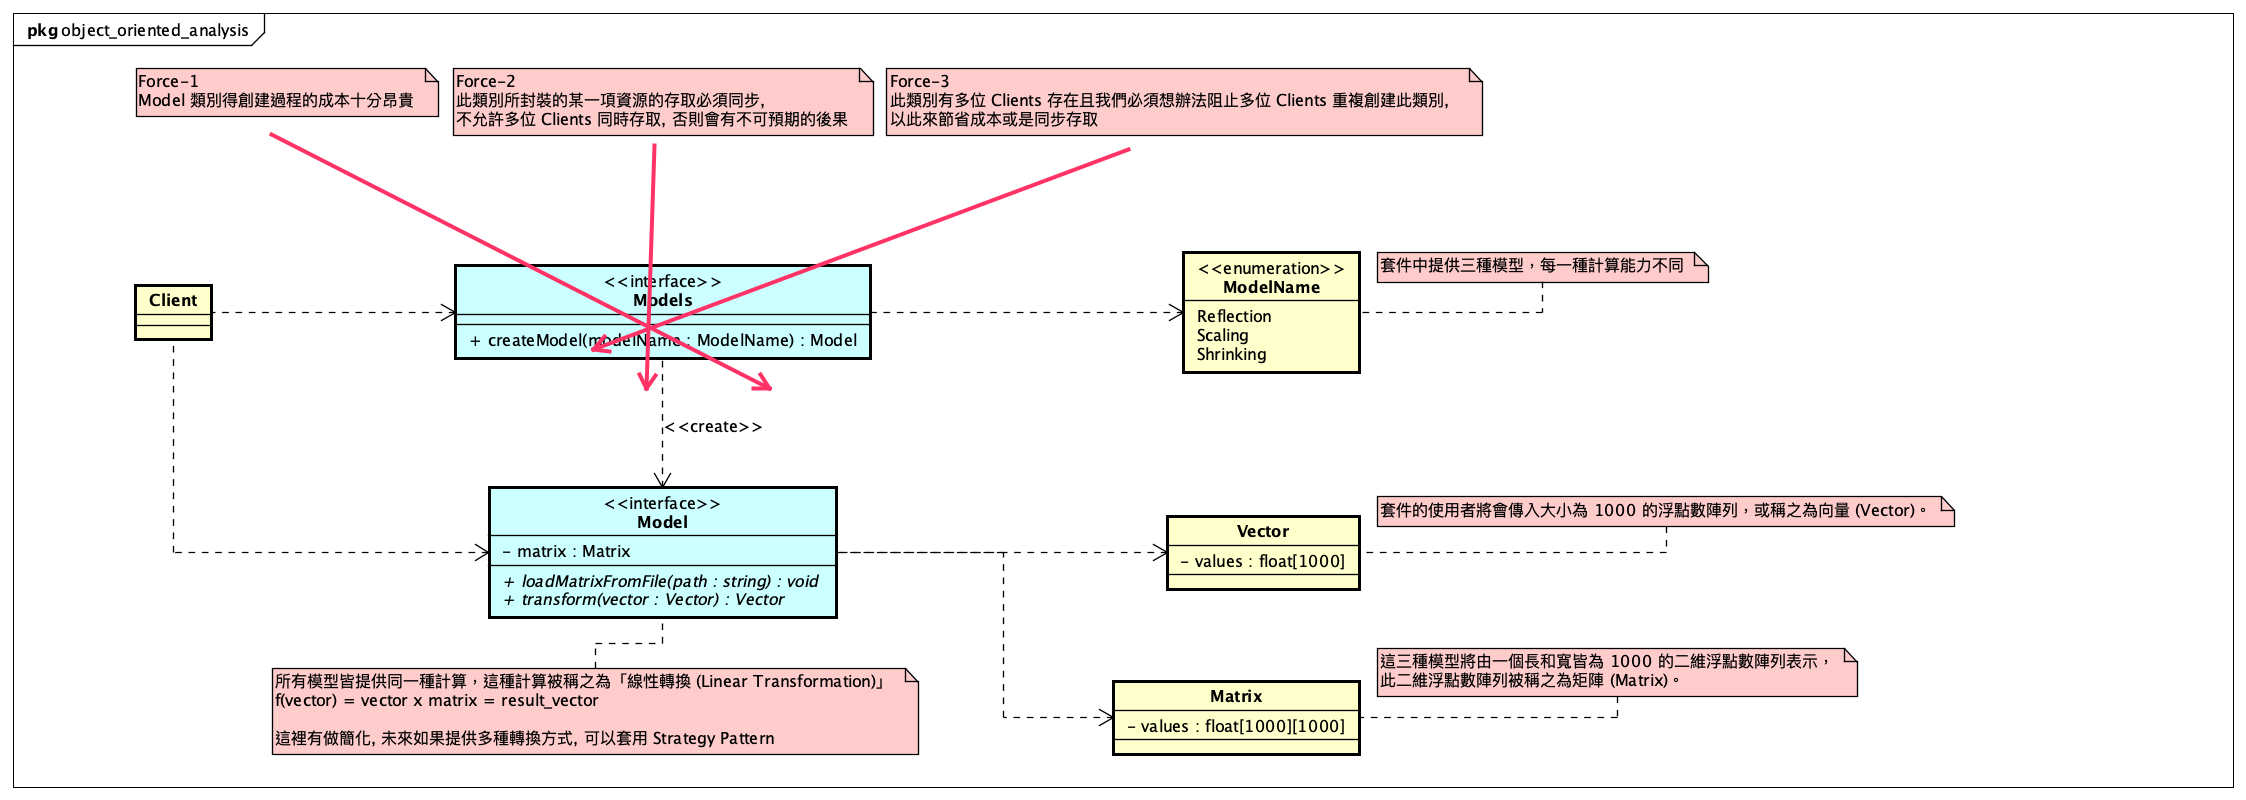 pkg object_oriented_analysis
Force-1
Model 類別得創建過程的成本十分昂貴
Force-2
此類別所封裝的某一項資源的存取必須同步,
不允許多位 Clients 同時存取, 否則會有不可預期的後果
Force-3
此類別有多位 Clients 存在且我們必須想辦法阻止多位 Clients 重複創建此類別,
以此來節省成本或是同步存取
Client
<<interface>>
Models
+ createModel(modelName : ModelName) : Model
<<enumeration>>
ModelName
Reflection
Scaling
Shrinking
套件中提供三種模型，每一種計算能力不同
<<create>>
<<interface>>
Model
- matrix : Matrix
+ loadMatrixFromFile(path : string) : void
+ transform(vector : Vector) : Vector
Vector
- values : float[1000]
套件的使用者將會傳入大小為 1000 的浮點數陣列，或稱之為向量 (Vector)。
所有模型皆提供同一種計算，這種計算被稱之為「線性轉換 (Linear Transformation)」
f(vector) = vector x matrix = result_vector
這裡有做簡化, 未來如果提供多種轉換方式, 可以套用 Strategy Pattern
Matrix
- values : float[1000][1000]
這三種模型將由一個長和寬皆為 1000 的二維浮點數陣列表示，
此二維浮點數陣列被稱之為矩陣 (Matrix)。